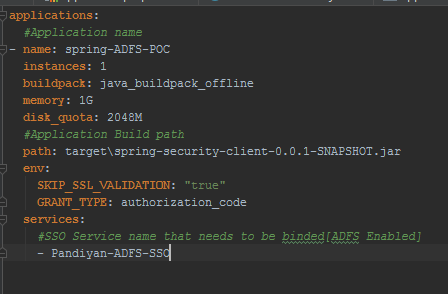 applications:
#Application name
- name: spring-ADFS-POC
instances: 1
buildpack: java_buildpack_offline
memory: 1G
disk_quota: 2048M
#Application Build path
path: target\spring-security-client-0.0.1-SNAPSHOT.jar
env:
SKIP_SSL_VALIDATION: "true"
GRANT_TYPE: authorization_code
services:
#SSO Service name that needs to be binded[ADFS Enabled]
- Pandiyan-ADFS-SSO